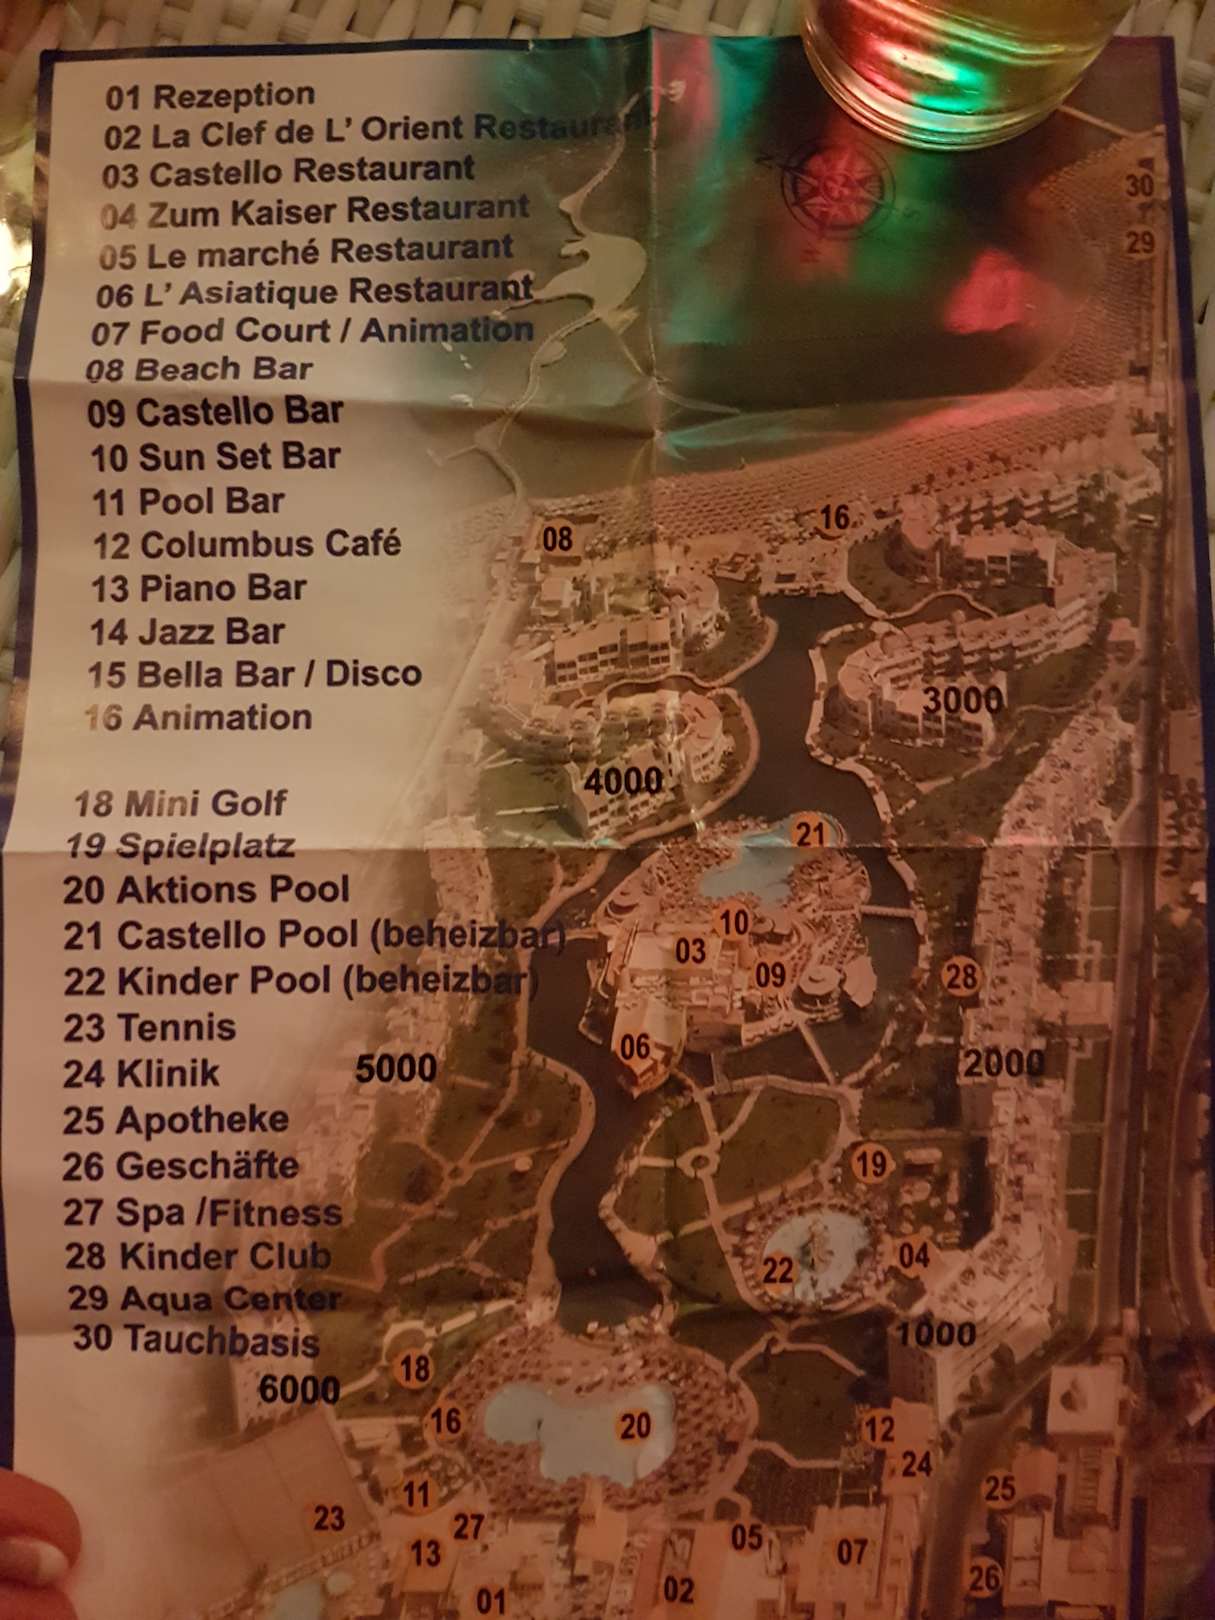 01 Rezeption
02 La Clef de L' Orient Restaurant
03 Castello Restaurant
04 Zum Kaiser Restaurant
05 Le marché Restaurant
06 L' Asiatique Restaurant
07 Food Court / Animation
08 Beach Bar
09 Castello Bar
10 Sun Set Bar
11 Pool Bar
12 Columbus Café
13 Piano Bar
14 Jazz Bar
15 Bella Bar / Disco
16 Animation
18 Mini Golf
19 Spielplatz
20 Aktions Pool
21 Castello Pool (beheizbar)
22 Kinder Pool (beheizbar)
23 Tennis
24 Klinik
25 Apotheke
26 Geschäfte
27 Spa /Fitness
28 Kinder Club
29 Aqua Center
30 Tauchbasis
30
29
16
08
3000
4000
21
10
03
09
28
06
2000
5000
19
04
22
1000
18
6000
16
20
12
24
11
25
23
27
05
13
07
26
02
01